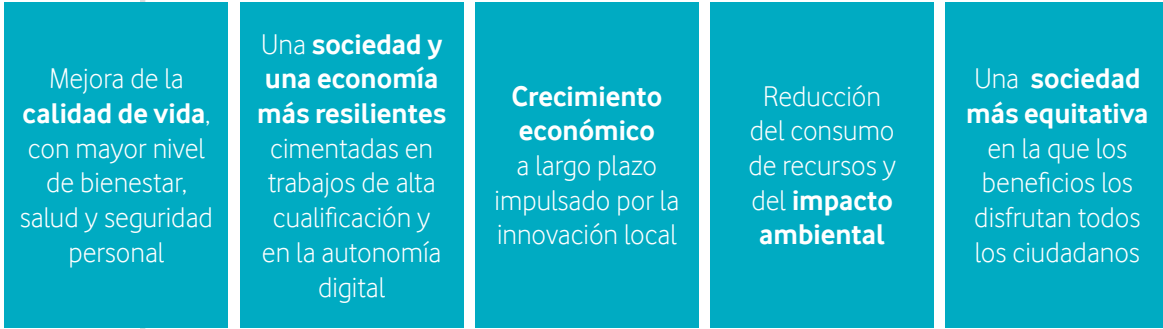 Mejora de la
calidad de vida,
con mayor nivel
de bienestar,
salud y seguridad
personal
Una sociedad y
una economía
más resilientes
cimentadas en
trabajos de alta
cualificación y
en la autonomía
digital
Crecimiento
económico
a largo plazo
impulsado por la
innovación local
Reducción
del consumo
de recursos y
del impacto
ambiental
Una sociedad
más equitativa
en la que los
beneficios los
disfrutan todos
los ciudadanos